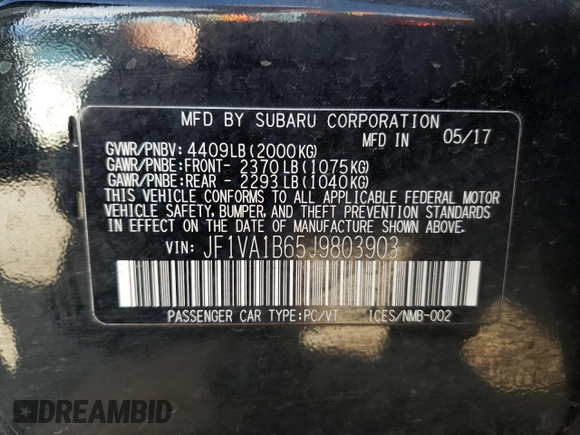 MFD BY SUBARU CORPORATION
MFD IN 05/17
GVWR/PNBV: 4409LB(2000KG)
GAWR/PNBE:FRONT- 2370LB(1075KG)
GAWR/PNBE:REAR - 2293LB(1040KG)
THIS VEHICLE CONFORMS TO ALL APPLICABLE FEDERAL MOTOR
VEHICLE SAFETY, BUMPER, AND THEFT PREVENTION STANDARDS
IN EFFECT ON THE DATE OF MANUFACTURE SHOWN ABOVE.
VIN: JF1VA1B65J9803903
PASSENGER CAR TYPE:PC/VT ICES/NMB-002
DREAMBID